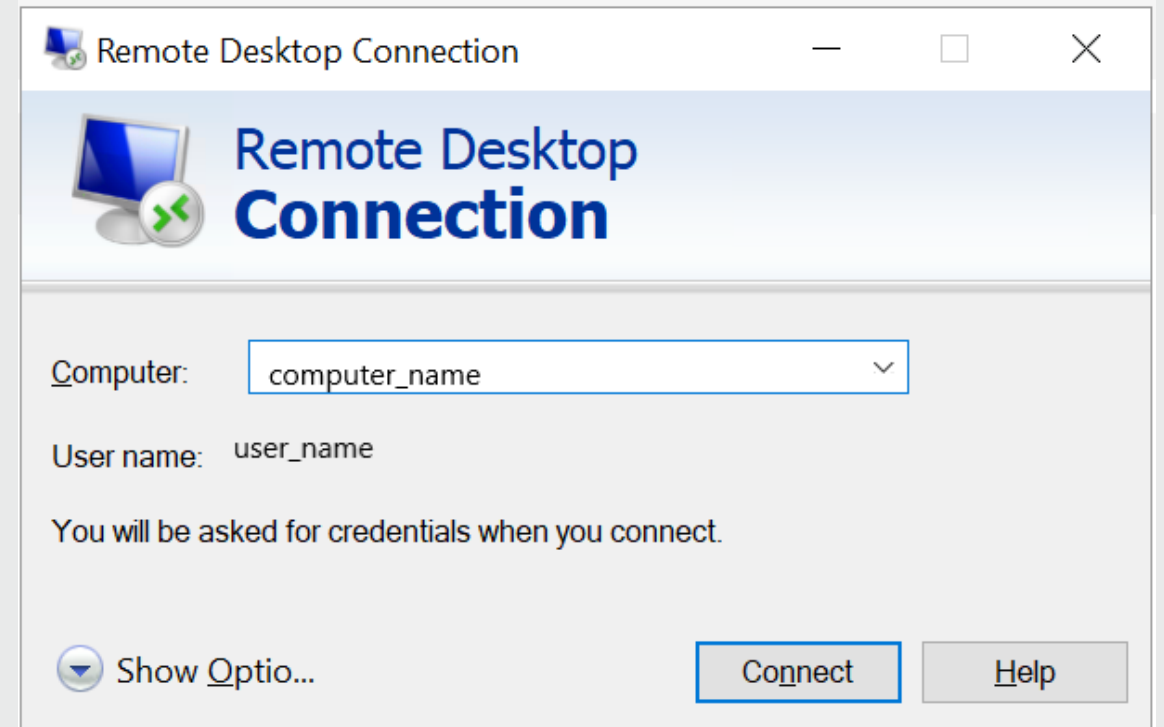 Remote Desktop Connection
Remote Desktop
Connection
Computer: computer_name
User name: user_name
You will be asked for credentials when you connect.
Show Optio... Connect Help